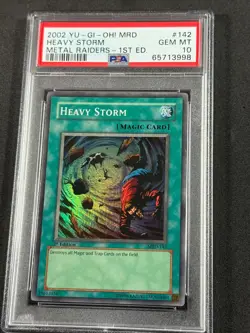 2002 YU - GI - OH! MRD #142
HEAVY STORM GEM MT
METAL RAIDERS - 1ST ED 10
PSA 65713998
HEAVY STORM
[MAGIC CARD]
1st Edition
Destroys all Magic and Trap Cards on the field.